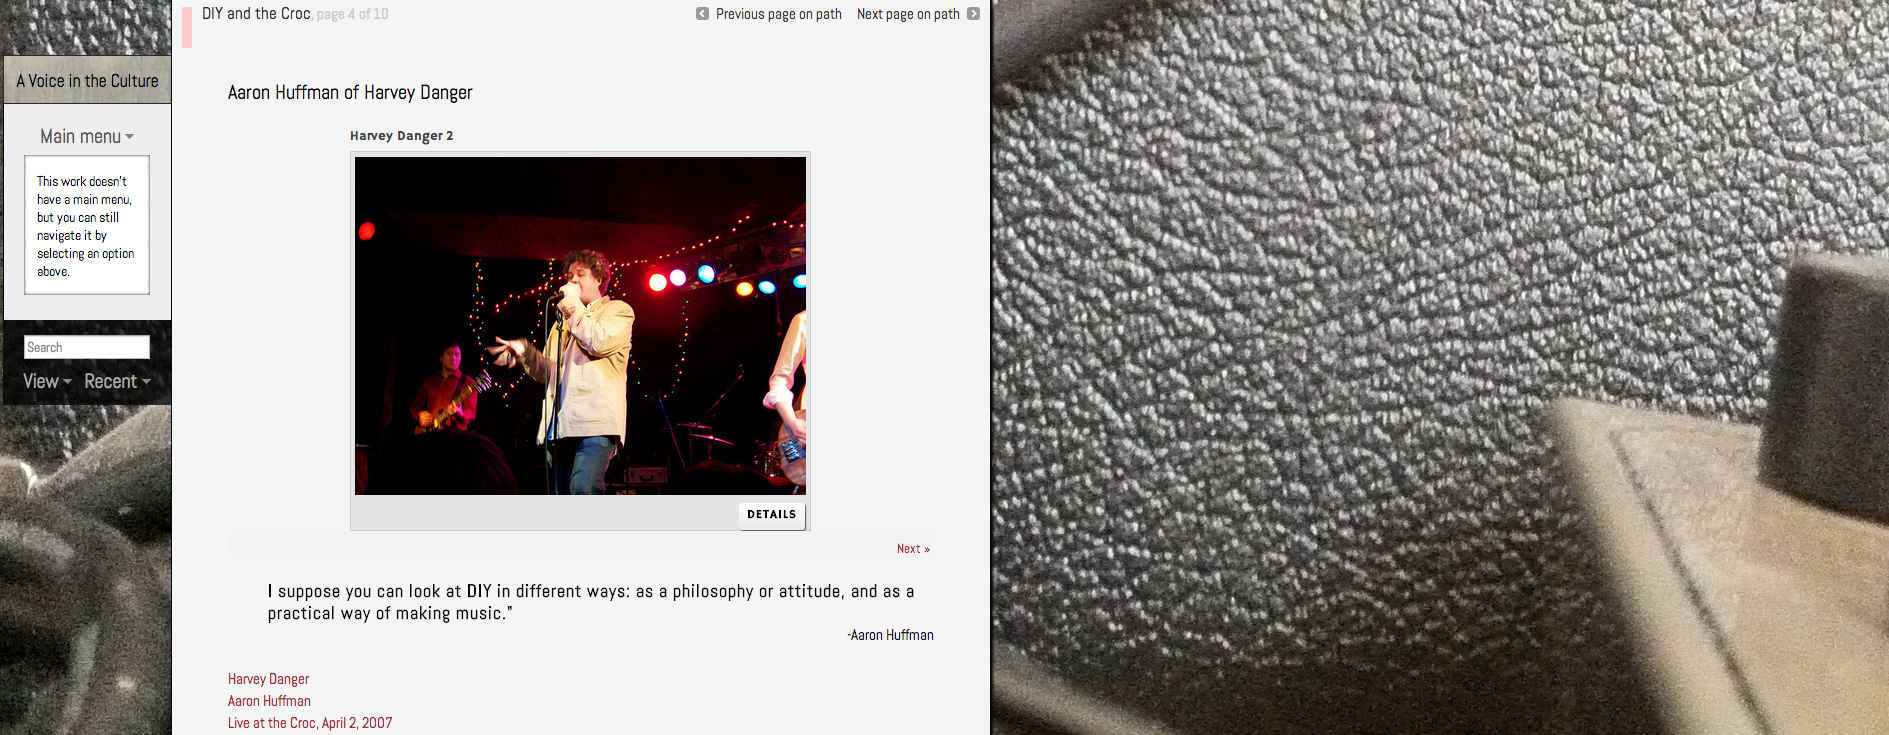 DIY and the Croc, page 4 of 10
Previous page on path
Next page on path
A Voice in the Culture
Main menu
This work doesn't
have a main menu,
but you can still
navigate it by
selecting an option
above.
Search
View
Recent
Aaron Huffman of Harvey Danger
Harvey Danger 2
DETAILS
Next »
I suppose you can look at DIY in different ways: as a philosophy or attitude, and as a
practical way of making music."
-Aaron Huffman
Harvey Danger
Aaron Huffman
Live at the Croc, April 2, 2007